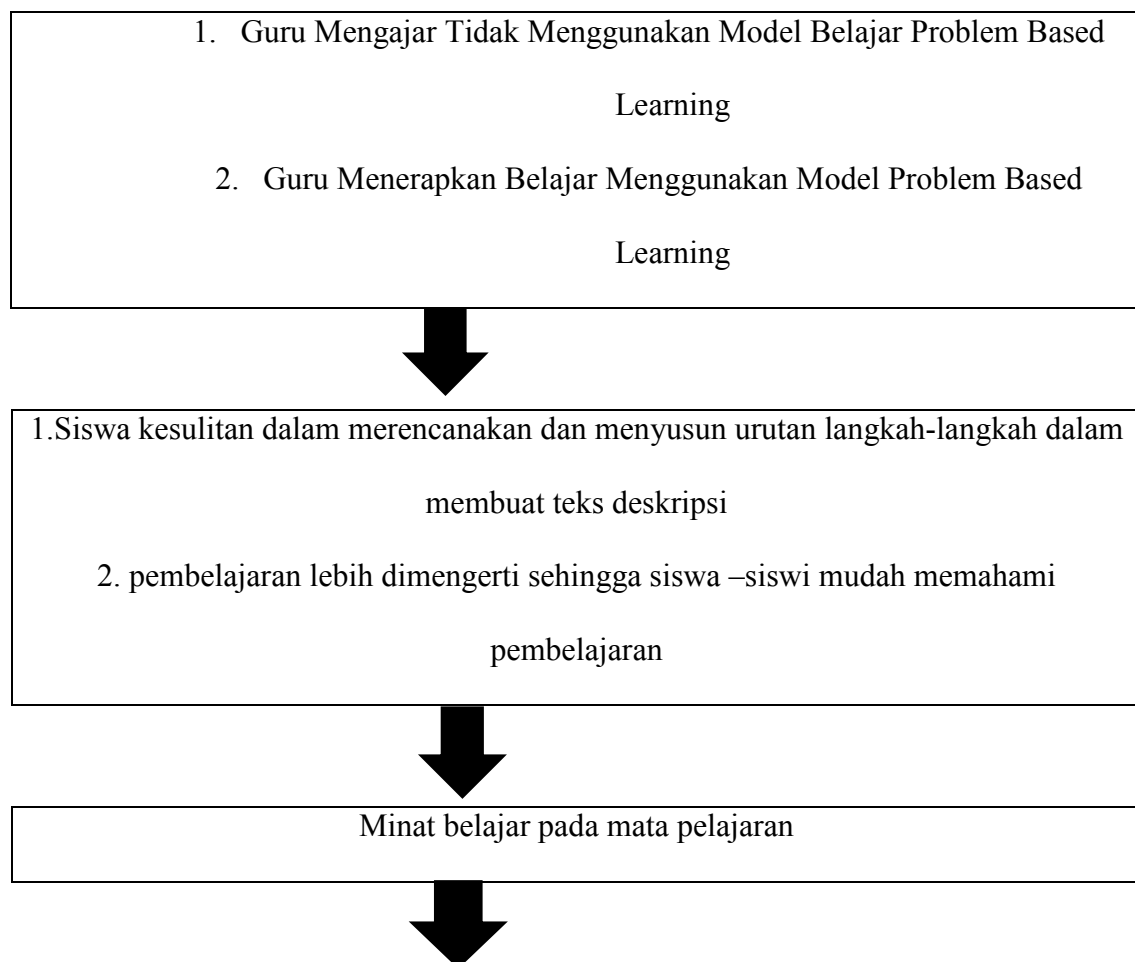 1. Guru Mengajar Tidak Menggunakan Model Belajar Problem Based
Learning
2. Guru Menerapkan Belajar Menggunakan Model Problem Based
Learning
1.Siswa kesulitan dalam merencanakan dan menyusun urutan langkah-langkah dalam
membuat teks deskripsi
2. pembelajaran lebih dimengerti sehingga siswa –siswi mudah memahami
pembelajaran
Minat belajar pada mata pelajaran